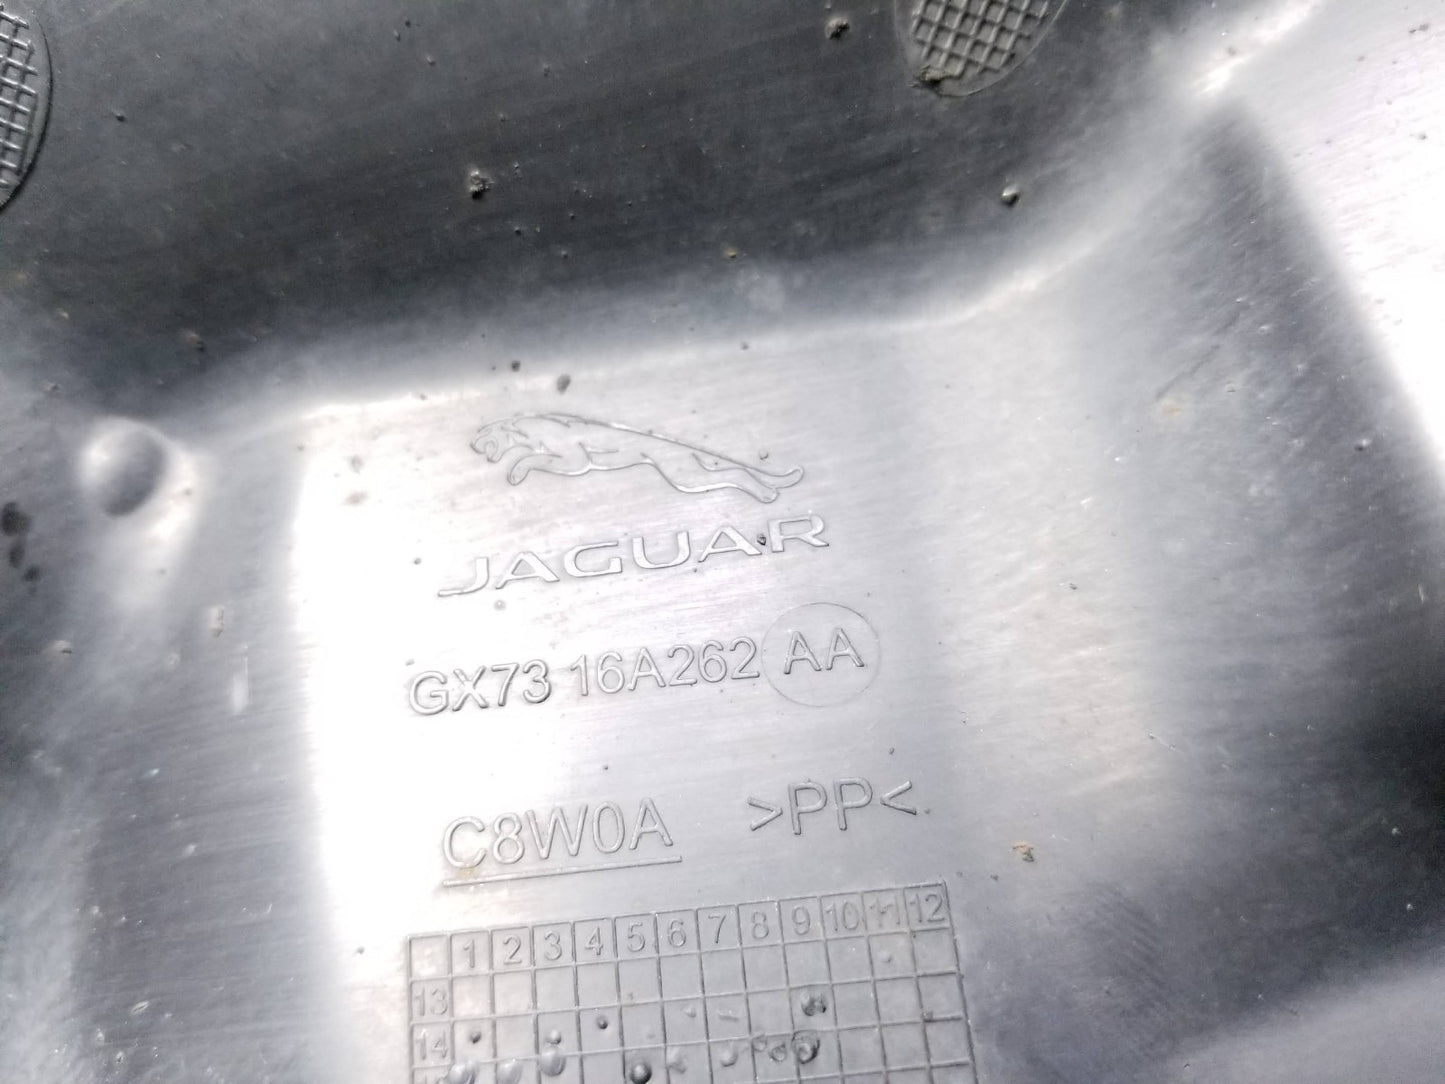 JAGUAR
GX73 16A262 AA
C8W0A >PP<
1 2 3 4 5 6 7 8 9 10 11 12
13
14